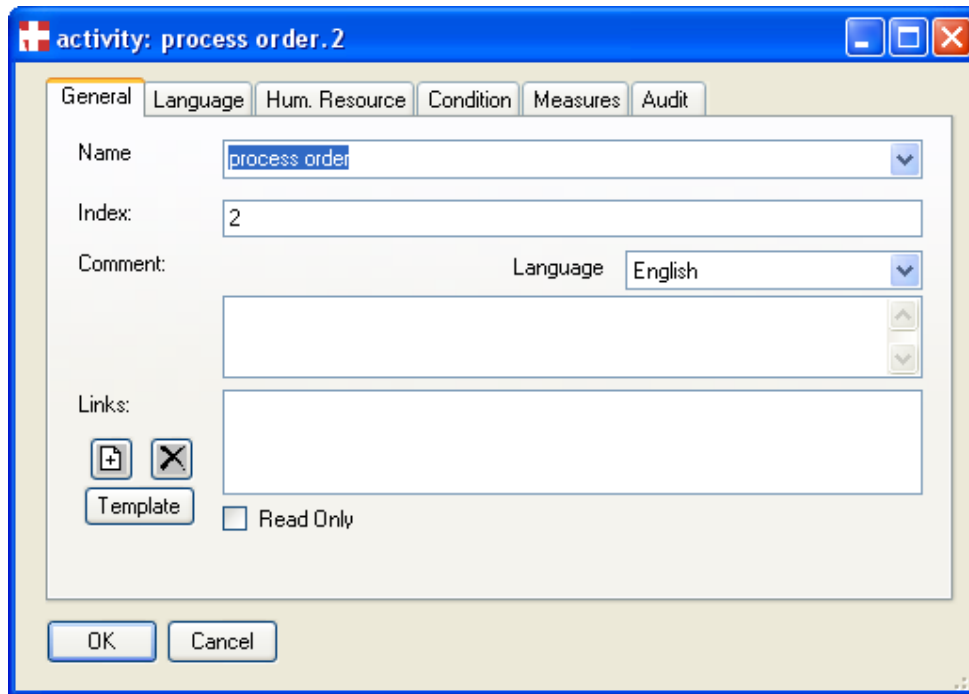 activity: process order.2
General Language Hum. Resource Condition Measures Audit
Name process order
Index: 2
Comment: Language English
Links:
Template
Read Only
OK Cancel